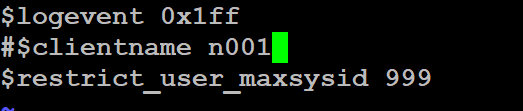 $logevent 0x1ff
#$clientname n001
$restrict_user_maxsysid 999
~